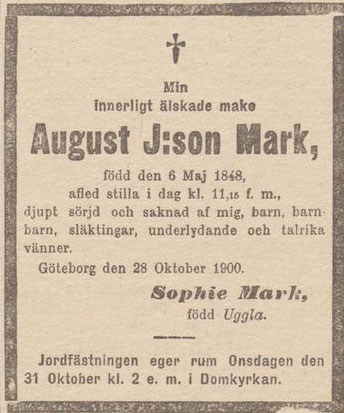 Min
innerligt älskade make
August J:son Mark,
född den 6 Maj 1848,
afled stilla i dag kl. 11,15 f. m.,
djupt sörjd och saknad af mig, barn, barn-
barn, släktingar, underlydande och talrika
vänner.
Göteborg den 28 Oktober 1900.
Sophie Mark,
född Uggla.
Jordfästningen eger rum Onsdagen den
31 Oktober kl. 2 e. m. i Domkyrkan.